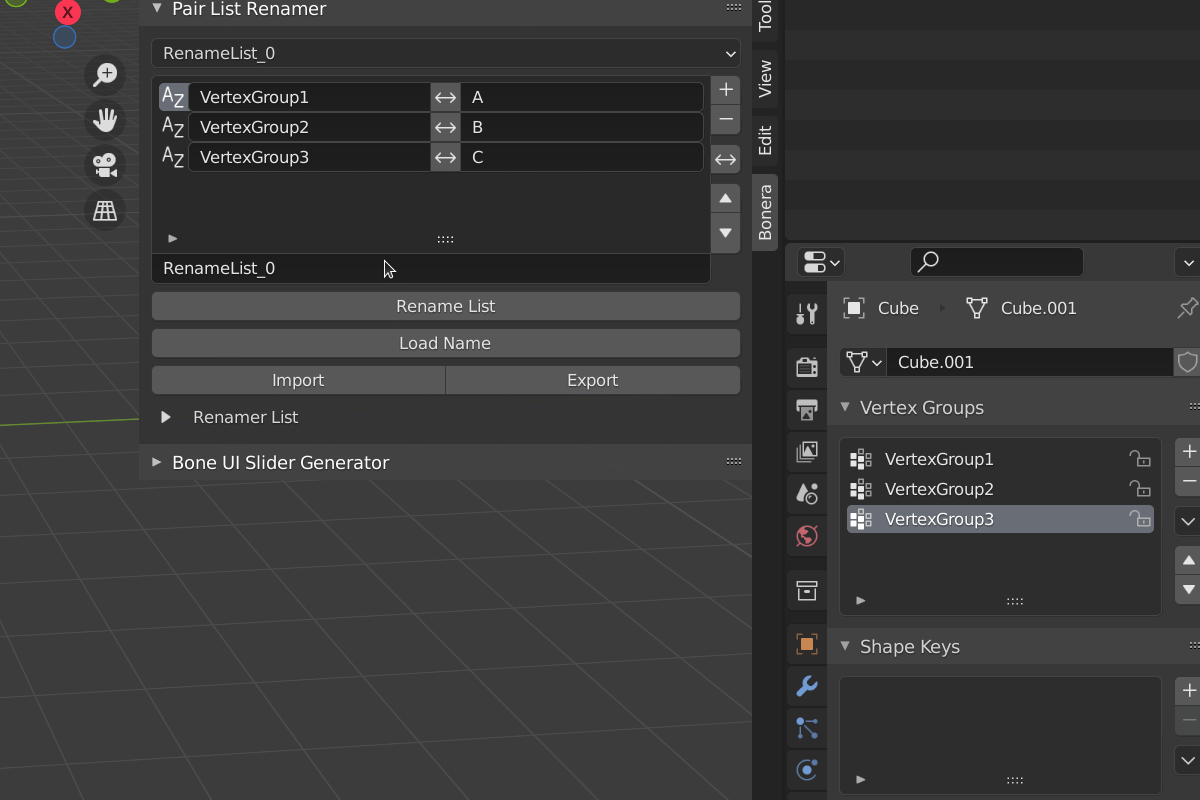 Pair List Renamer
RenameList_0
VertexGroup1 A
VertexGroup2 B
VertexGroup3 C
RenameList_0
Rename List
Load Name
Import Export
Renamer List
Bone UI Slider Generator
X
Tool
View
Edit
Bonera
Cube Cube.001
Cube.001
Vertex Groups
VertexGroup1
VertexGroup2
VertexGroup3
Shape Keys